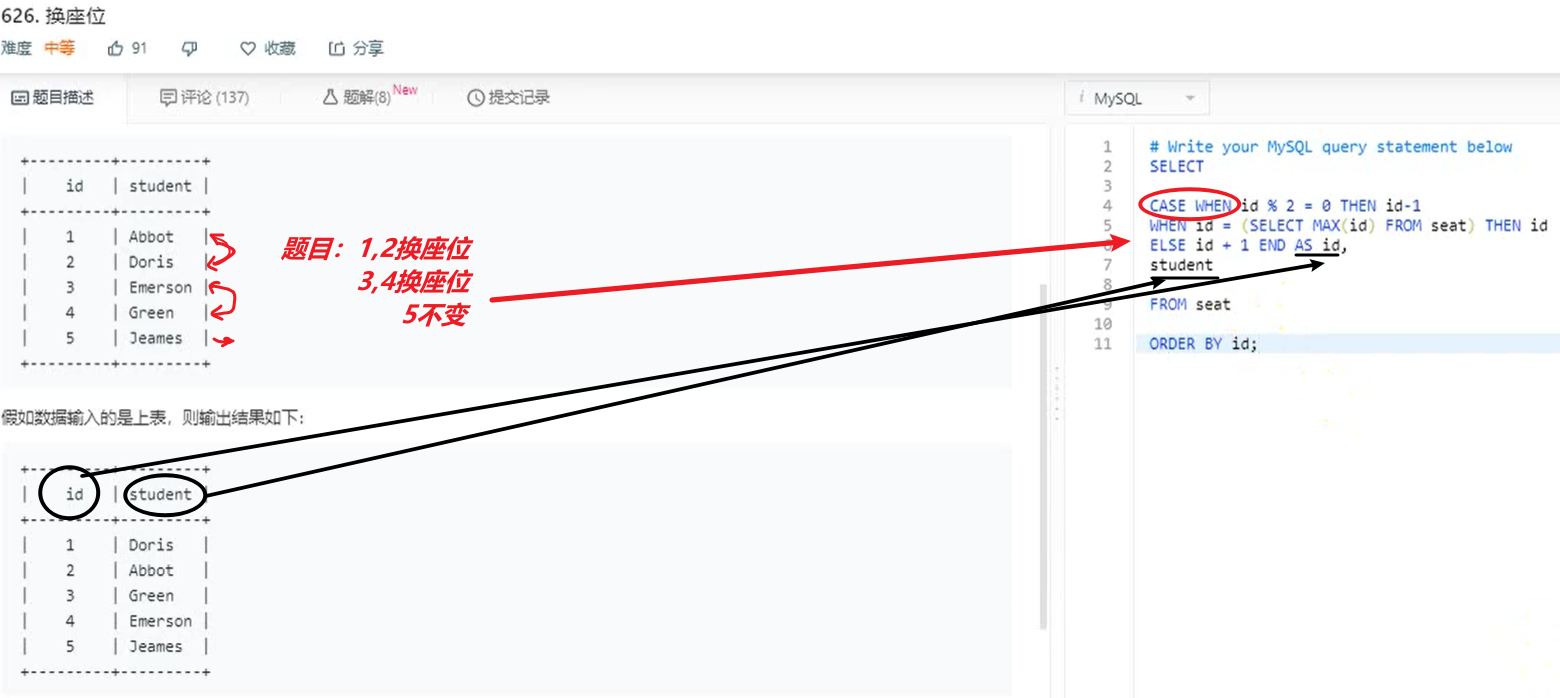 626. 换座位
难度 中等 91 收藏 分享
题目描述 评论 (137) 题解(8) New 提交记录
+---------+---------+
| id | student |
+---------+---------+
| 1 | Abbot |
| 2 | Doris |
| 3 | Emerson |
| 4 | Green |
| 5 | Jeames |
+---------+---------+
题目：1,2换座位
3,4换座位
5不变
假如数据输入的是上表，则输出结果如下：
+---------+---------+
| id | student |
+---------+---------+
| 1 | Doris |
| 2 | Abbot |
| 3 | Green |
| 4 | Emerson |
| 5 | Jeames |
+---------+---------+
i MySQL
1 # Write your MySQL query statement below
2 SELECT
3
4 CASE WHEN id % 2 = 0 THEN id-1
5 WHEN id = (SELECT MAX(id) FROM seat) THEN id
6 ELSE id + 1 END AS id,
7 student
8
9 FROM seat
10
11 ORDER BY id;